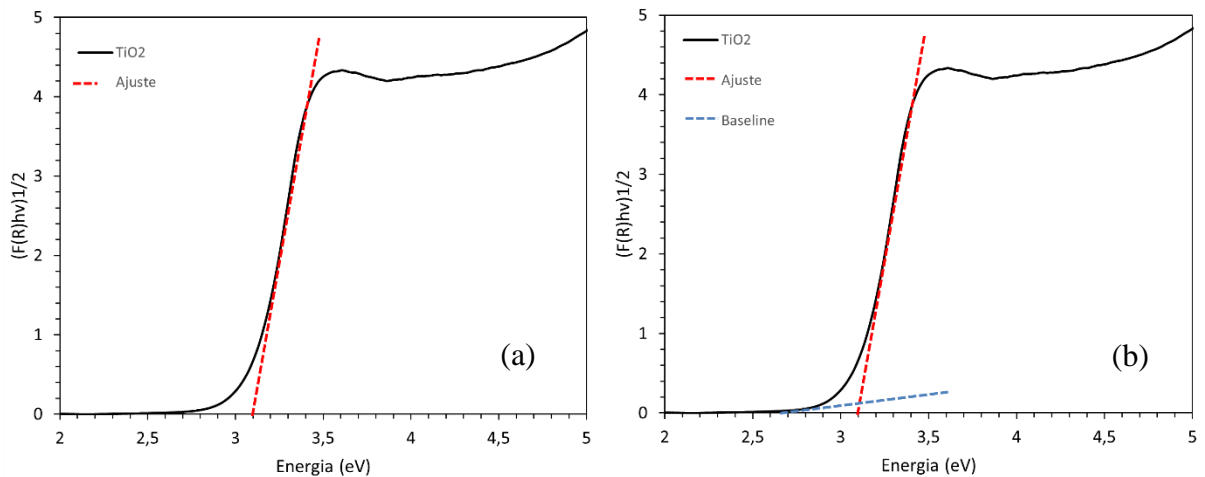 5
4
3
2
1
0
(F(R)hv)1/2
TiO2
Ajuste
(a)
2
2,5
3
3,5
4
4,5
5
Energia (eV)
5
4
3
2
1
0
(F(R)hv)1/2
TiO2
Ajuste
Baseline
(b)
2
2,5
3
3,5
4
4,5
5
Energia (eV)